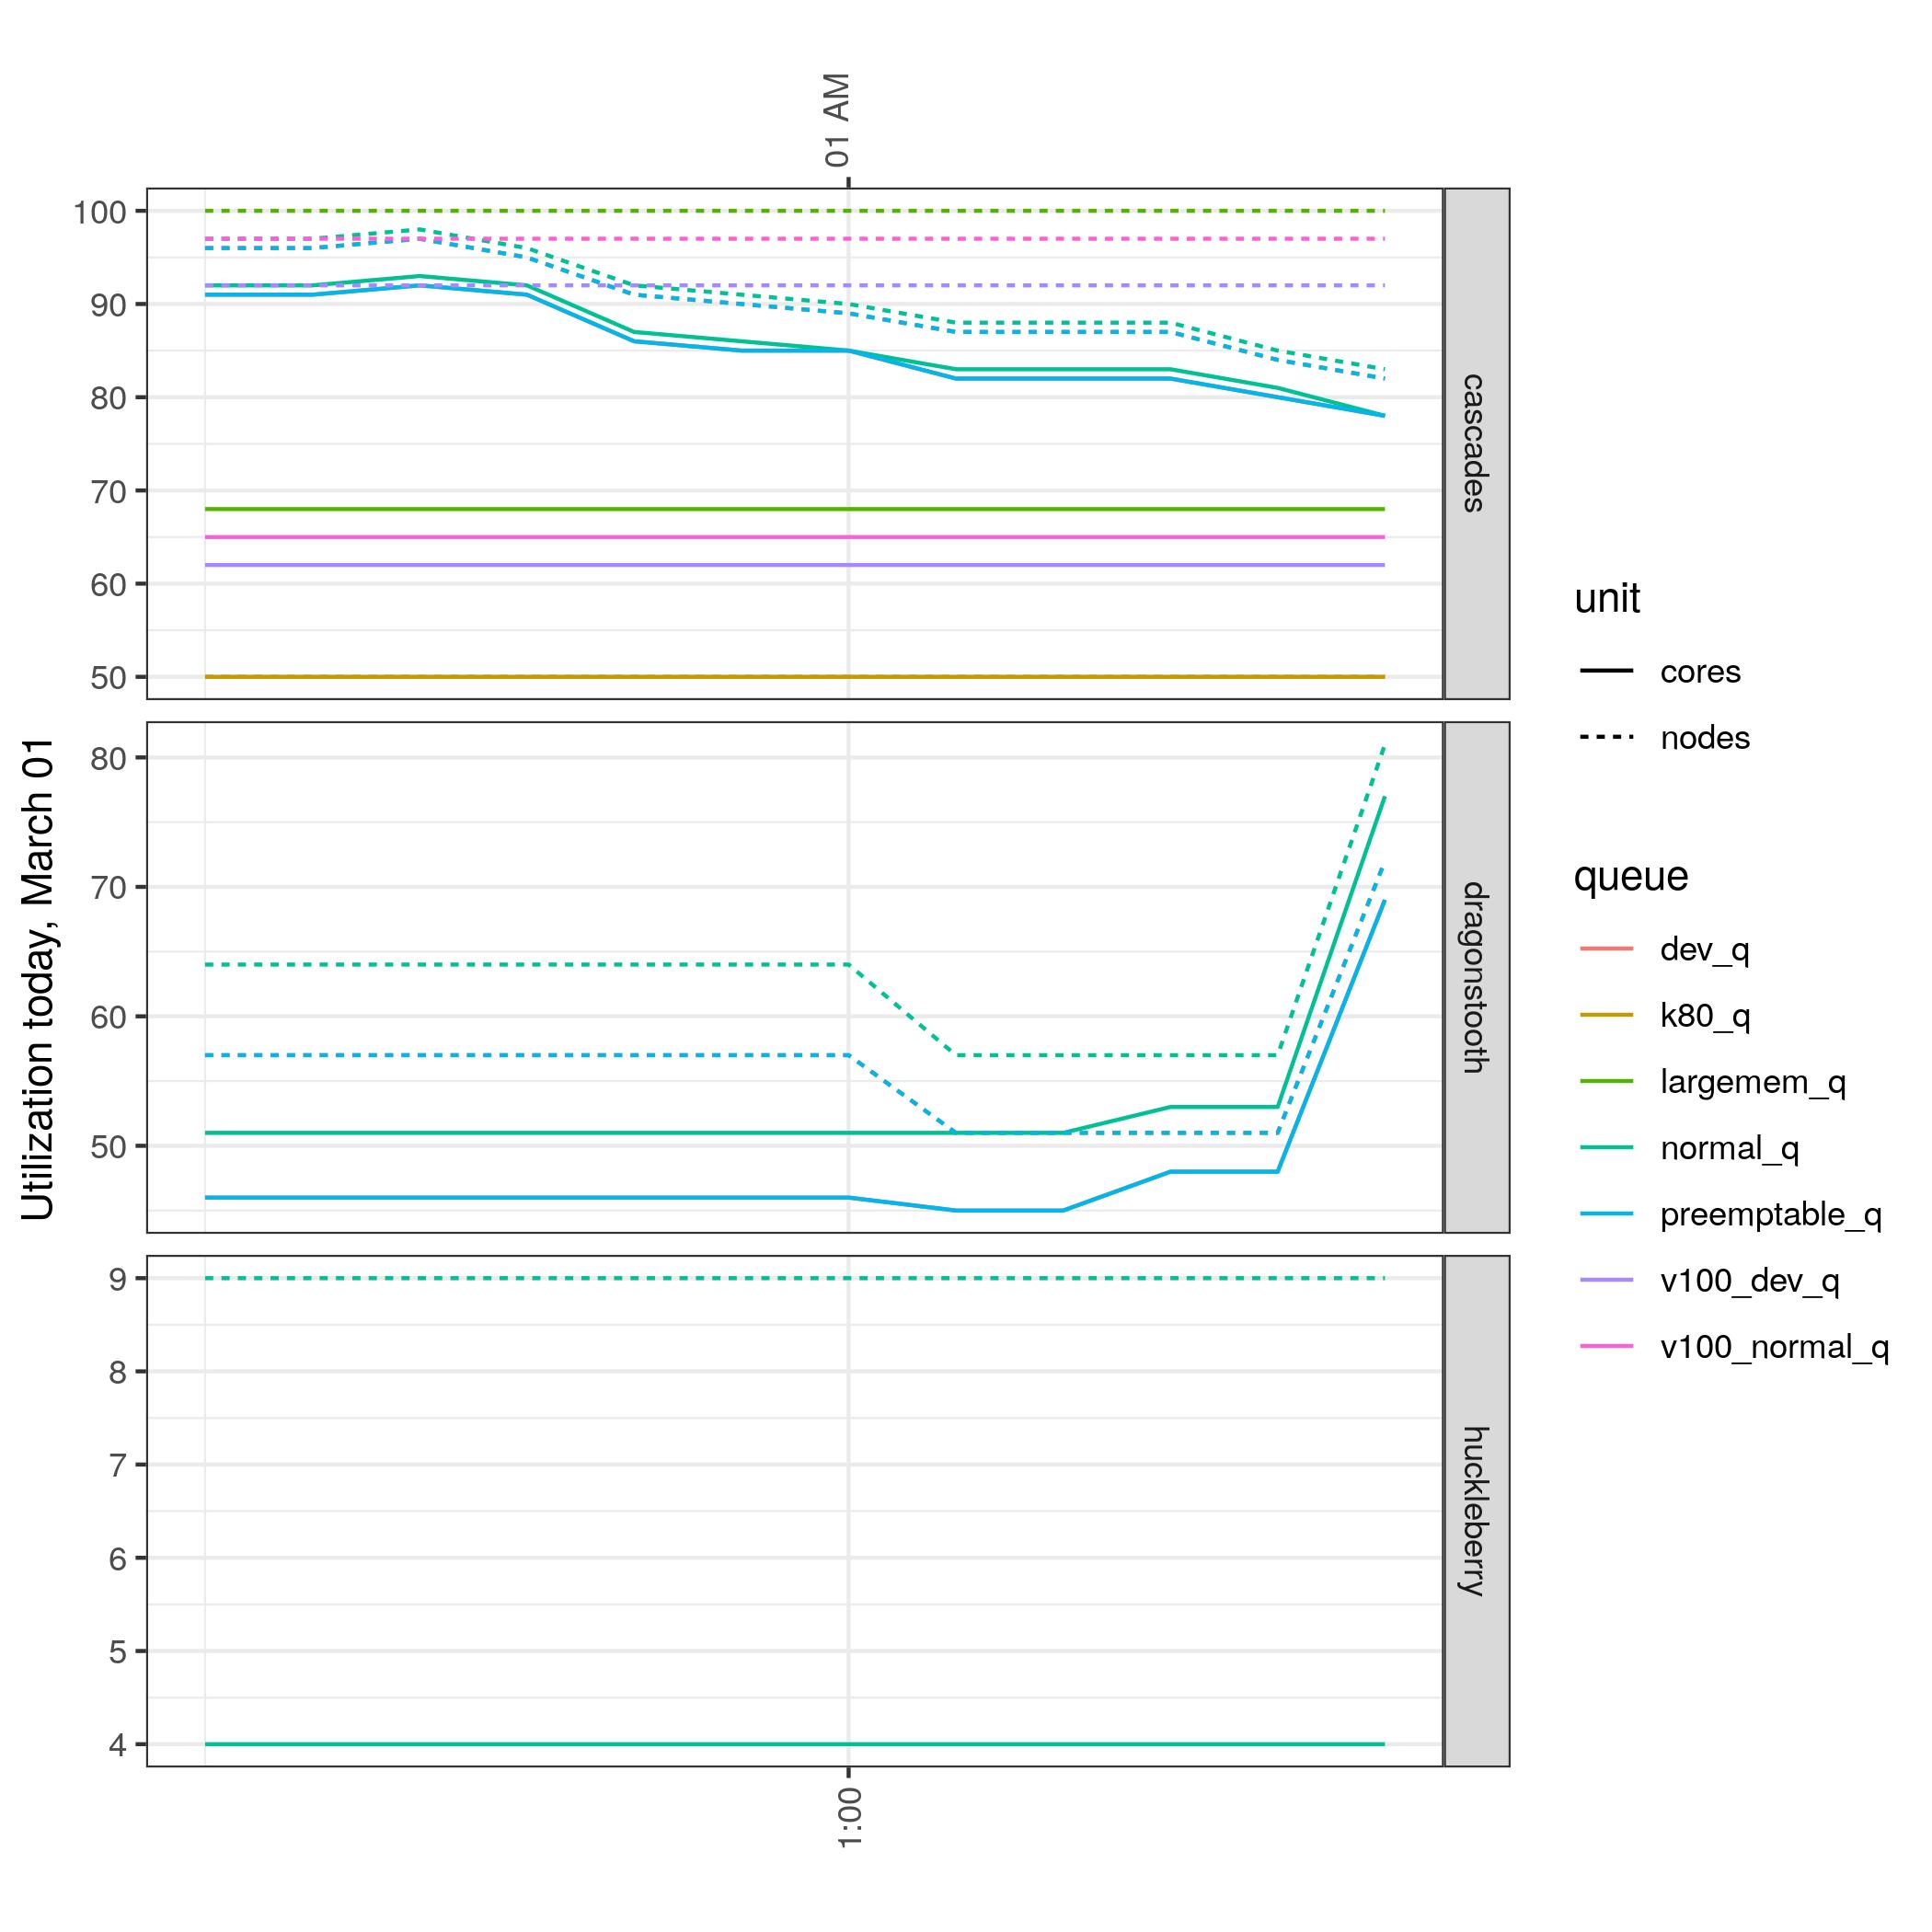 01 AM
Utilization today, March 01
100
90
80
70
60
50
cascades
80
70
60
50
dragonstooth
9
8
7
6
5
4
huckleberry
1:00
unit
cores
nodes
queue
dev_q
k80_q
largemem_q
normal_q
preemptable_q
v100_dev_q
v100_normal_q